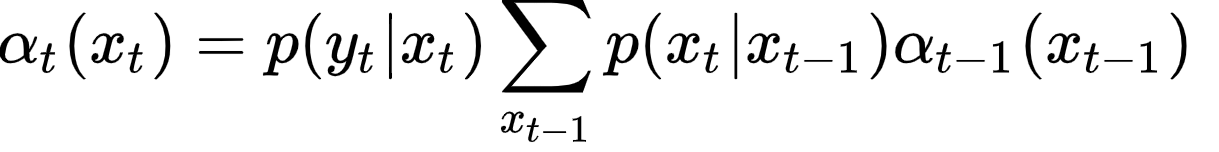 αₜ(xₜ) = p(yₜ|xₜ) ∑_{xₜ₋₁} p(xₜ|xₜ₋₁)αₜ₋₁(xₜ₋₁)